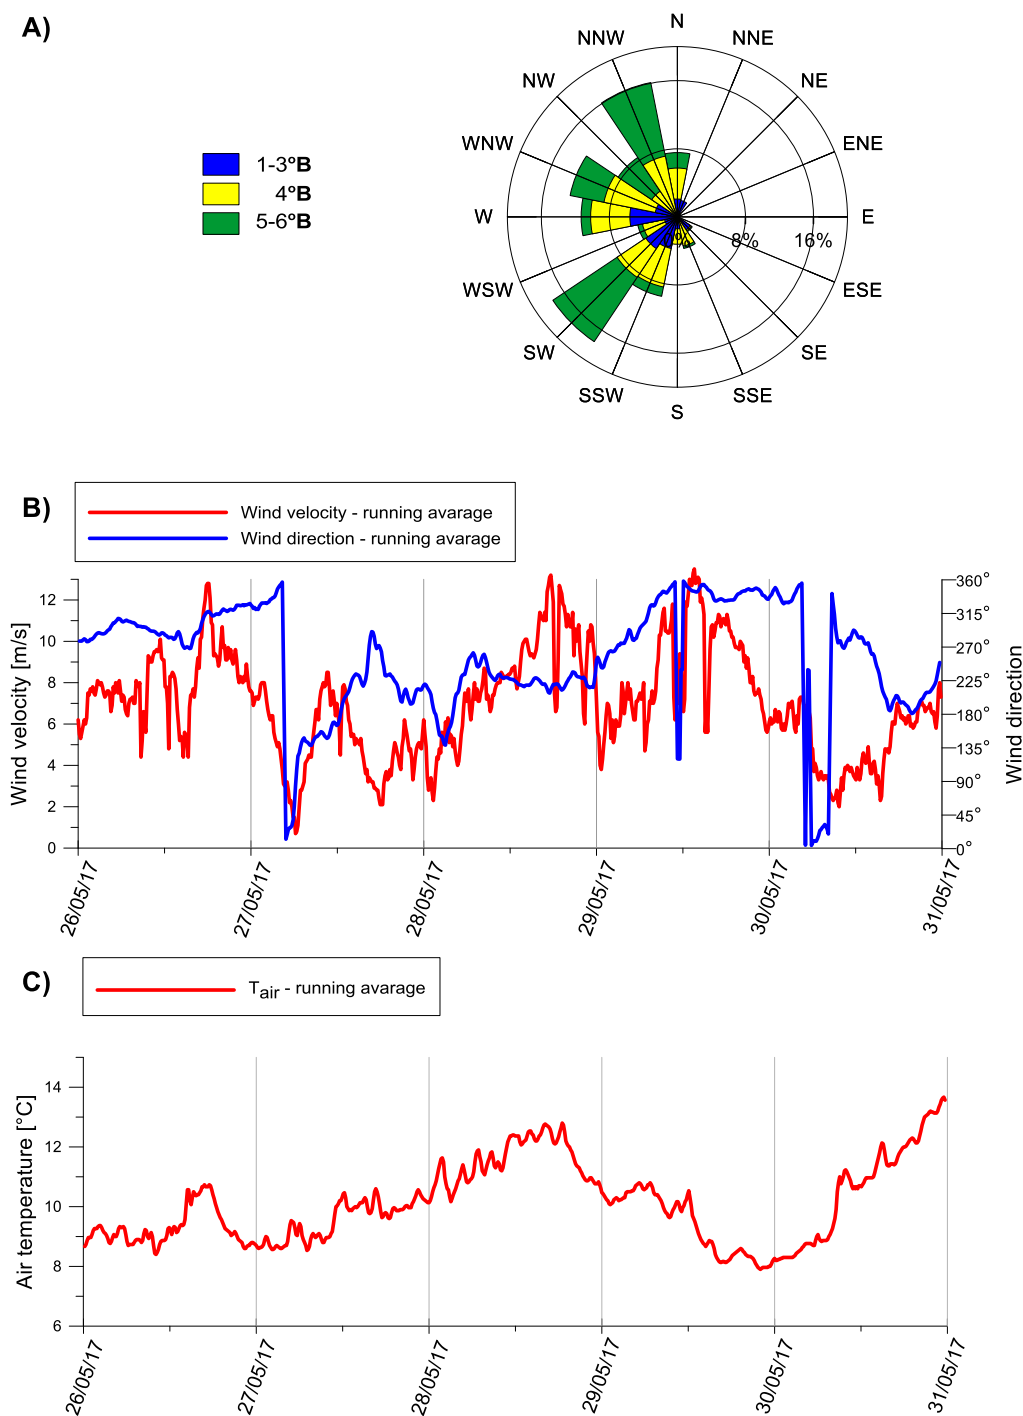 A)
N
NNW
NNE
NW
NE
WNW
ENE
1-3°B
4°B
5-6°B
W
E
8%
16%
WSW
ESE
SW
SE
SSW
SSE
S
B)
Wind velocity - running avarage
Wind direction - running avarage
Wind velocity [m/s]
12
10
8
6
4
2
0
360°
315°
270°
225°
180°
135°
90°
45°
0°
Wind direction
26/05/17
27/05/17
28/05/17
29/05/17
30/05/17
31/05/17
C)
Tair - running avarage
Air temperature [°C]
14
12
10
8
6
26/05/17
27/05/17
28/05/17
29/05/17
30/05/17
31/05/17